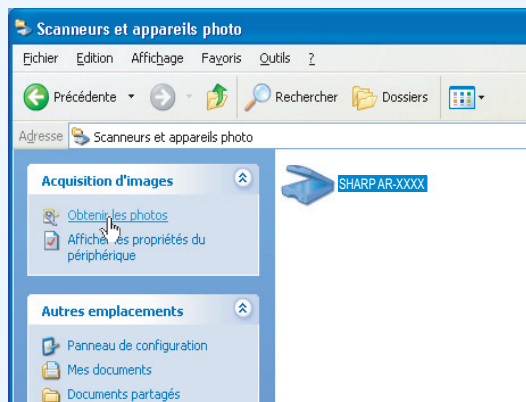 Scanneurs et appareils photo
Fichier Edition Affichage Favoris Outils ?
Précédente Rechercher Dossiers
Adresse Scanneurs et appareils photo
Acquisition d'images
Obtenir les photos
Afficher les propriétés du
périphérique
SHARP AR-XXXX
Autres emplacements
Panneau de configuration
Mes documents
Documents partagés